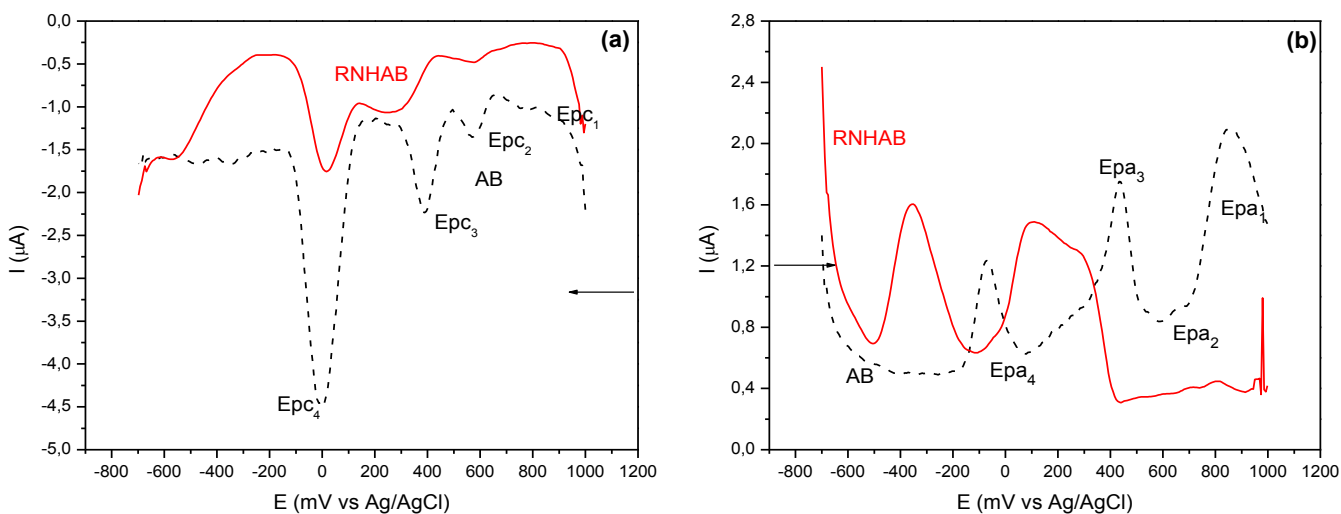 (a)
0,0
-0,5
-1,0
-1,5
-2,0
-2,5
-3,0
-3,5
-4,0
-4,5
-5,0
I (µA)
RNHAB
Epc1
Epc2
AB
Epc3
Epc4
-800 -600 -400 -200 0 200 400 600 800 1000 1200
E (mV vs Ag/AgCl)
(b)
2,8
2,4
2,0
1,6
1,2
0,8
0,4
0,0
I (µA)
RNHAB
Epa3
Epa1
Epa2
Epa4
AB
-800 -600 -400 -200 0 200 400 600 800 1000 1200
E (mV vs Ag/AgCl)